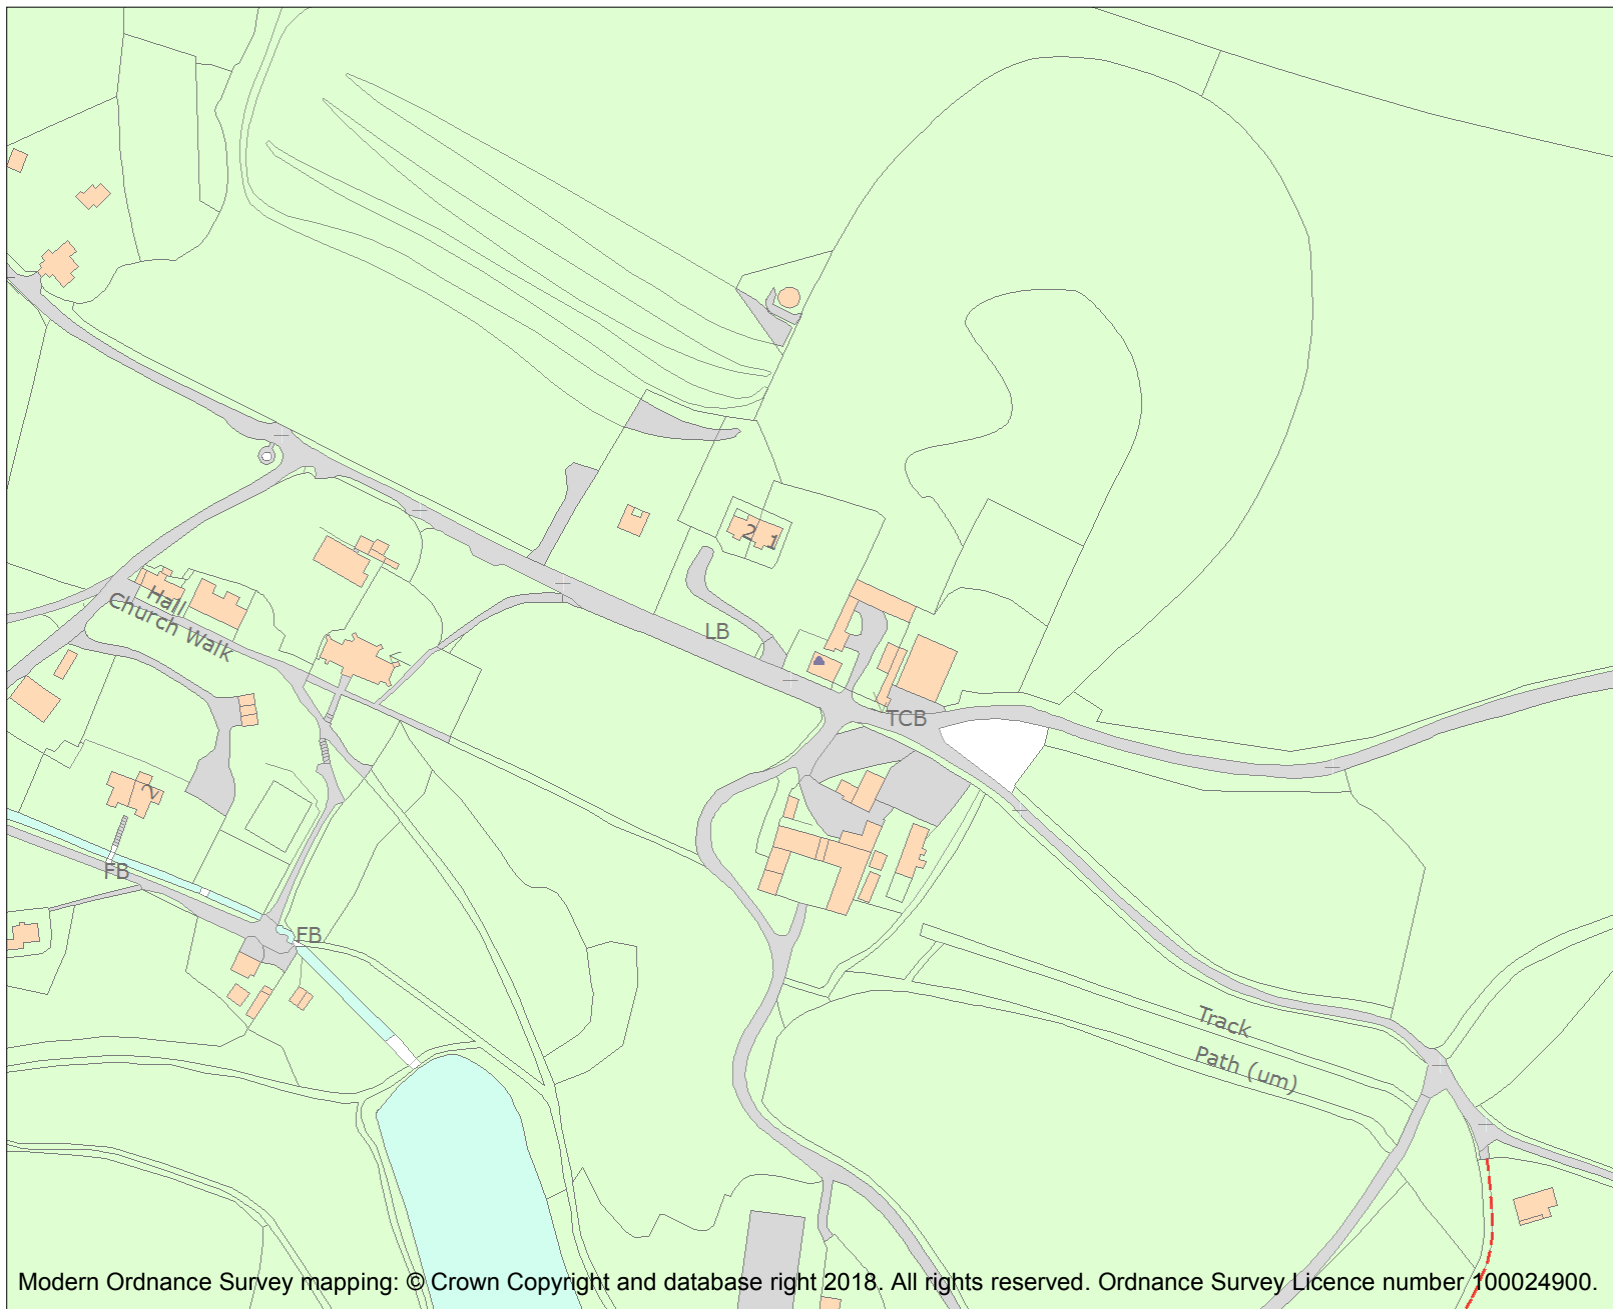 2 1
Hall
Church Walk
LB
TCB
2
FB
FB
Track
Path (um)
Modern Ordnance Survey mapping: © Crown Copyright and database right 2018. All rights reserved. Ordnance Survey Licence number 100024900.